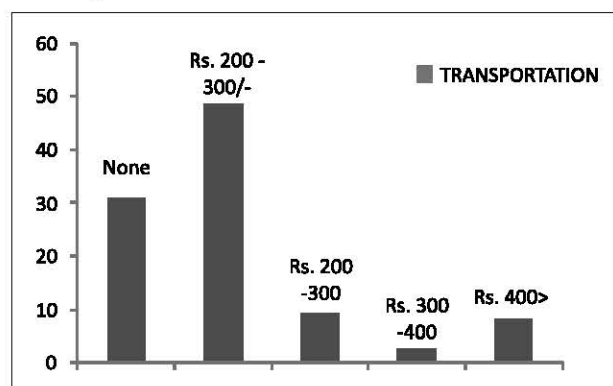 60
50
40
30
20
10
0
None
Rs. 200 -
300/-
Rs. 200
-300
Rs. 300
-400
Rs. 400>
TRANSPORTATION